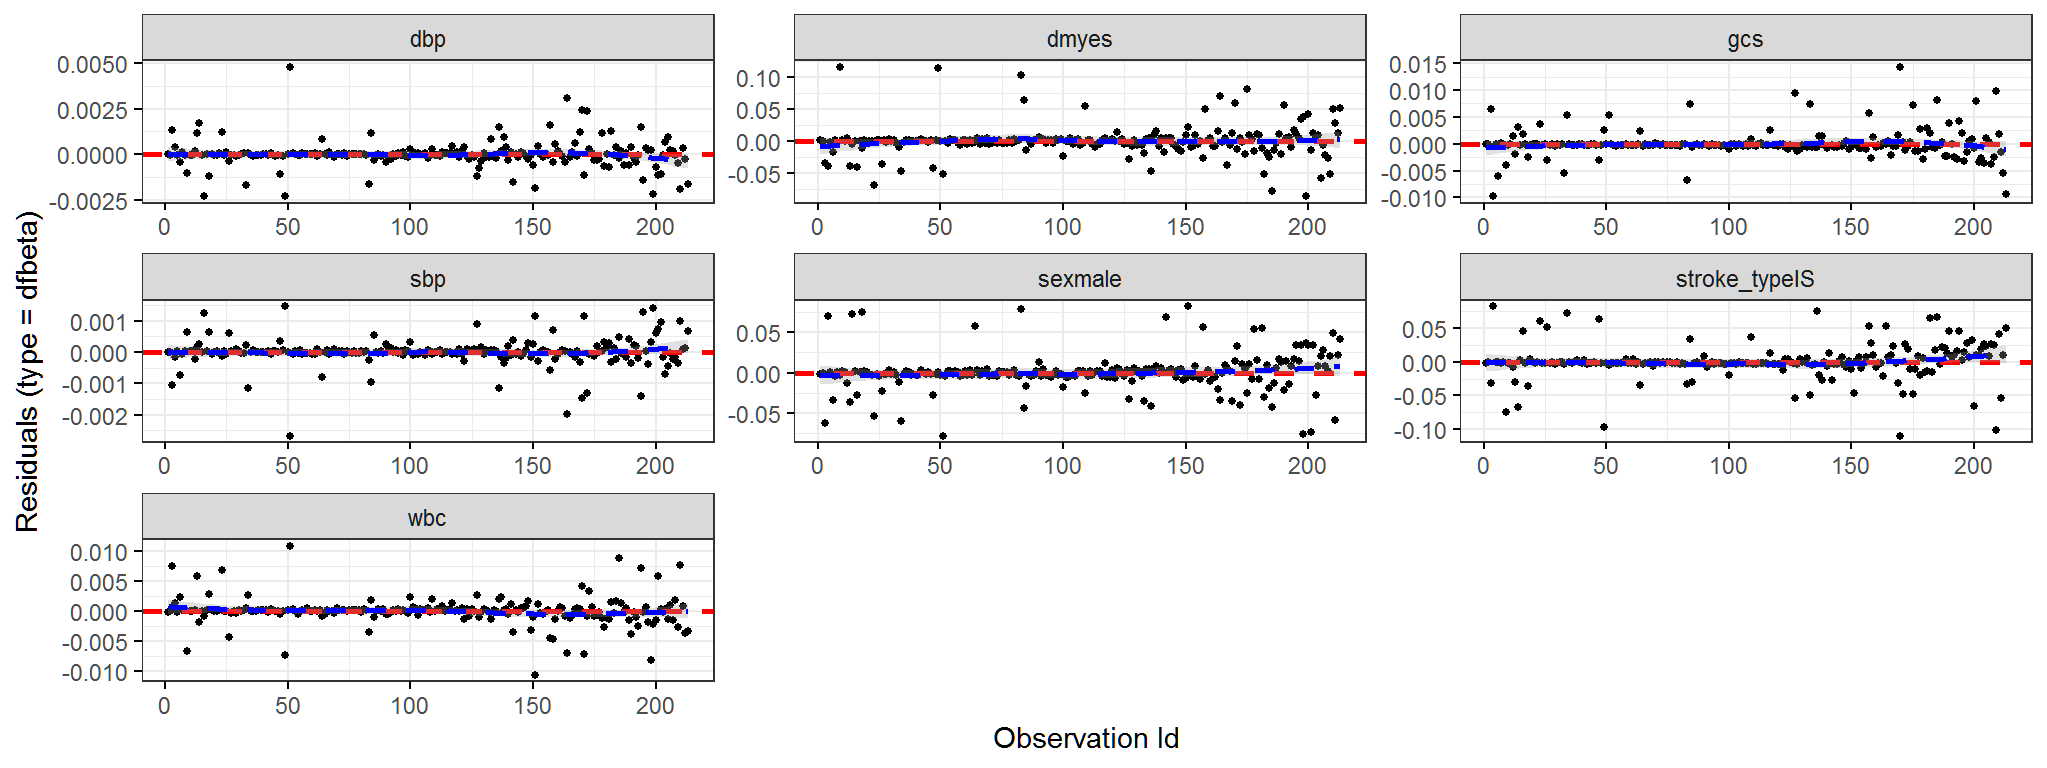 dbp
0.0050
0.0025
0.0000
-0.0025
0 50 100 150 200
dmyes
0.10
0.05
0.00
-0.05
0 50 100 150 200
gcs
0.015
0.010
0.005
0.000
-0.005
-0.010
0 50 100 150 200
sbp
0.001
0.000
-0.001
-0.002
0 50 100 150 200
sexmale
0.05
0.00
-0.05
0 50 100 150 200
stroke_typeIS
0.05
0.00
-0.05
-0.10
0 50 100 150 200
wbc
0.010
0.005
0.000
-0.005
-0.010
0 50 100 150 200
Residuals (type = dfbeta)
Observation Id